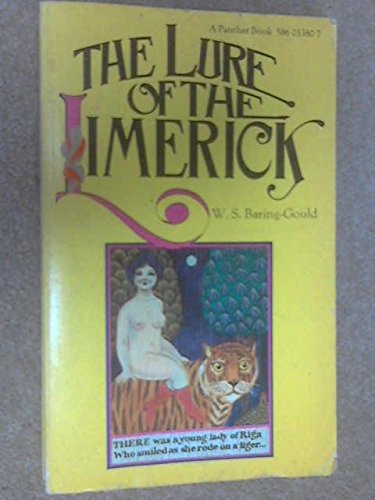 A Panther Book 586 03380 7
THE LURE
OF THE
LIMERICK
W. S. Baring-Gould
THERE was a young lady of Riga
Who smiled as she rode on a tiger...